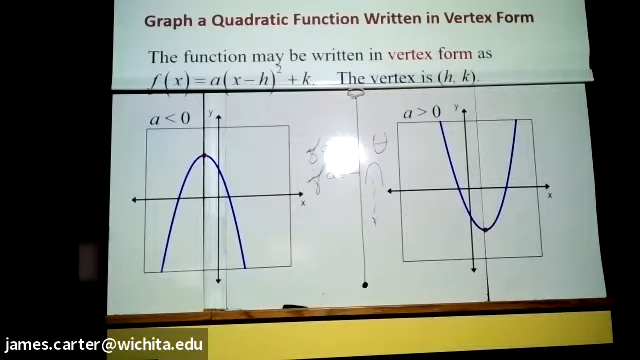 Graph a Quadratic Function Written in Vertex Form
The function may be written in vertex form as
f(x) = a(x−h)² + k. The vertex is (h, k).
a < 0
y
x
a > 0
y
x
james.carter@wichita.edu